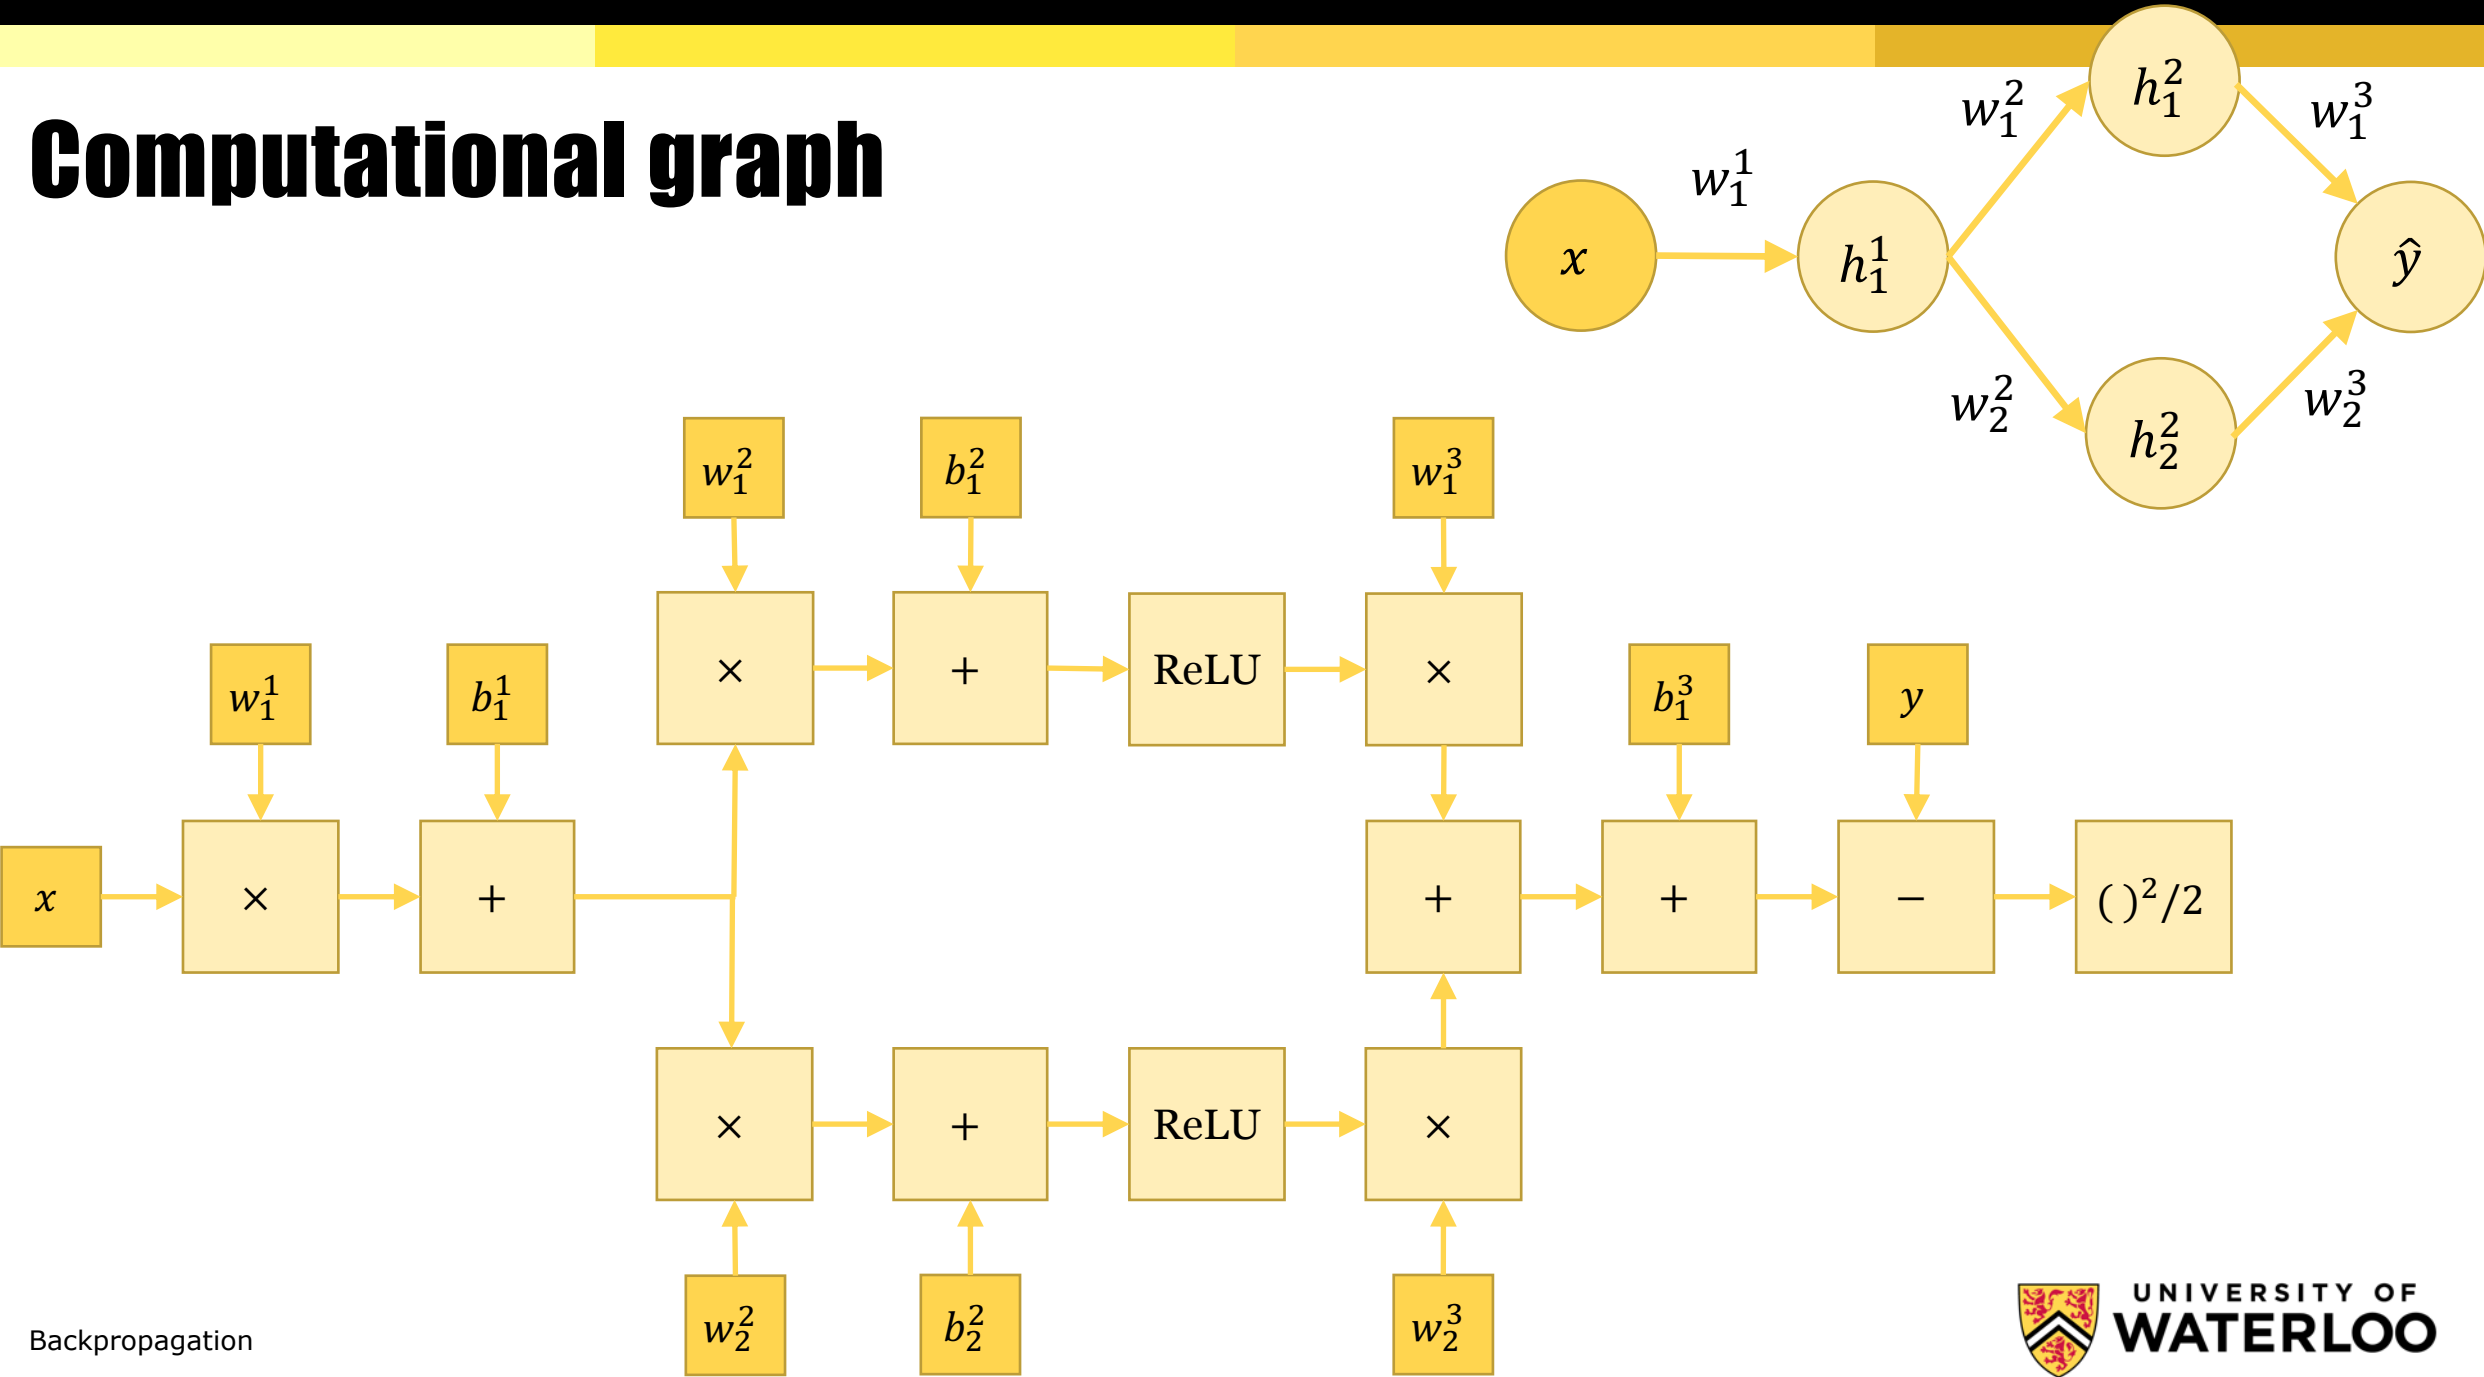 Computational graph
x
w₁¹
h₁¹
w₁²
h₁²
w₁³
w₂²
h₂²
w₂³
ŷ
w₁² b₁² w₁³
× + ReLU ×
w₁¹ b₁¹ b₁³ y
x × + + + − ( )²/2
× + ReLU ×
w₂² b₂² w₂³
Backpropagation
UNIVERSITY OF
WATERLOO